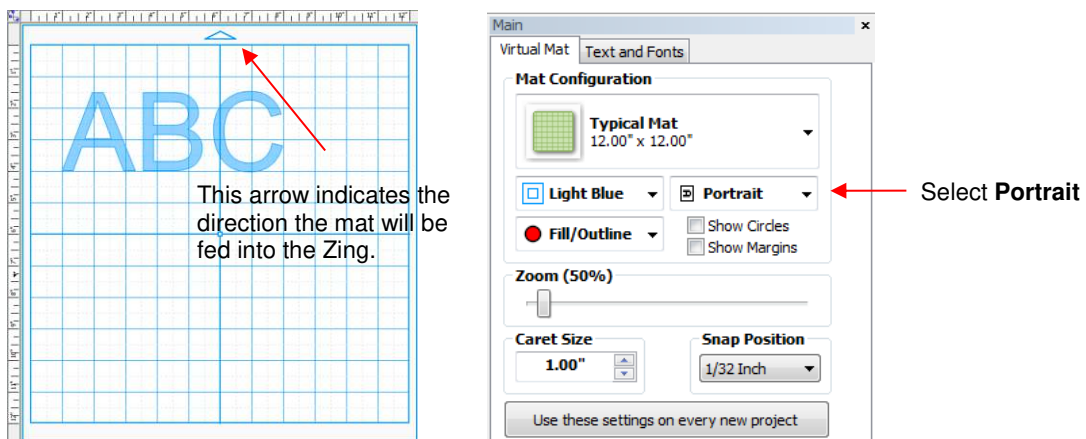 ABC
This arrow indicates the
direction the mat will be
fed into the Zing.
Main
x
Virtual Mat
Text and Fonts
Mat Configuration
Typical Mat
12.00" x 12.00"
Light Blue
Portrait
Select Portrait
Fill/Outline
Show Circles
Show Margins
Zoom (50%)
Caret Size
Snap Position
1.00"
1/32 Inch
Use these settings on every new project